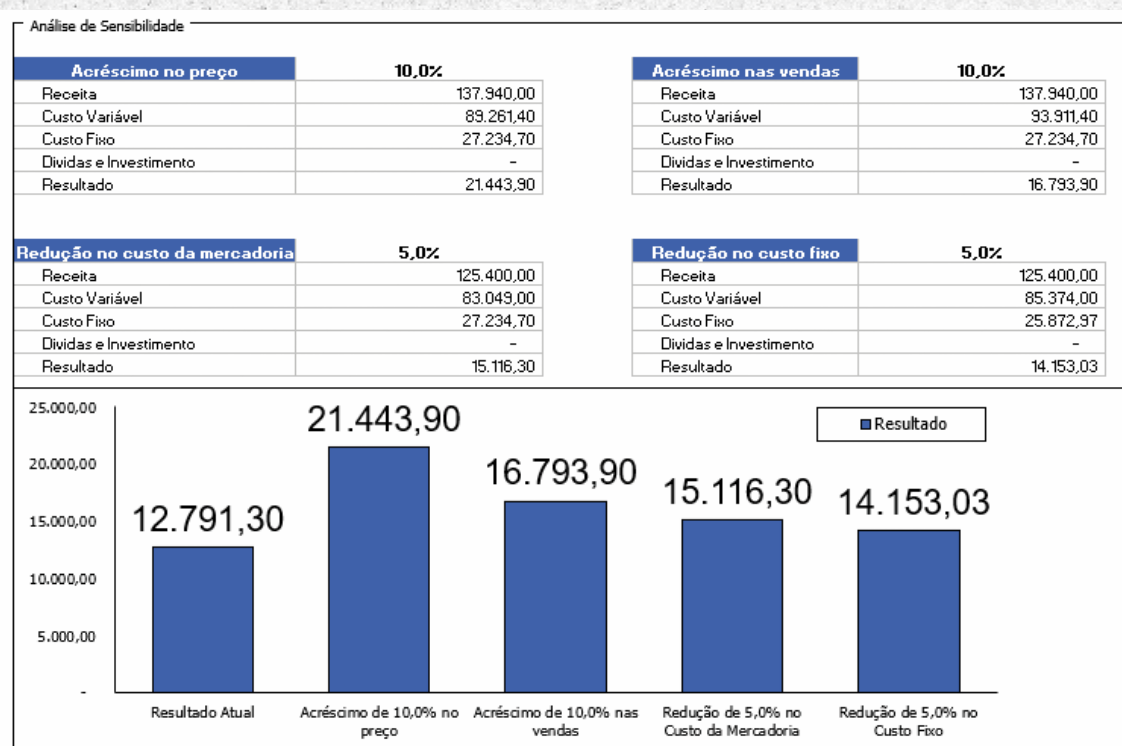 Análise de Sensibilidade
Acréscimo no preço 10,0%
Receita 137.940,00
Custo Variável 89.261,40
Custo Fixo 27.234,70
Dividas e Investimento -
Resultado 21.443,90
Acréscimo nas vendas 10,0%
Receita 137.940,00
Custo Variável 93.911,40
Custo Fixo 27.234,70
Dividas e Investimento -
Resultado 16.793,90
Redução no custo da mercadoria 5,0%
Receita 125.400,00
Custo Variável 83.049,00
Custo Fixo 27.234,70
Dividas e Investimento -
Resultado 15.116,30
Redução no custo fixo 5,0%
Receita 125.400,00
Custo Variável 85.374,00
Custo Fixo 25.872,97
Dividas e Investimento -
Resultado 14.153,03
Resultado
25.000,00
20.000,00
15.000,00
10.000,00
5.000,00
-
12.791,30
21.443,90
16.793,90
15.116,30
14.153,03
Resultado Atual
Acréscimo de 10,0% no
preço
Acréscimo de 10,0% nas
vendas
Redução de 5,0% no
Custo da Mercadoria
Redução de 5,0% no
Custo Fixo